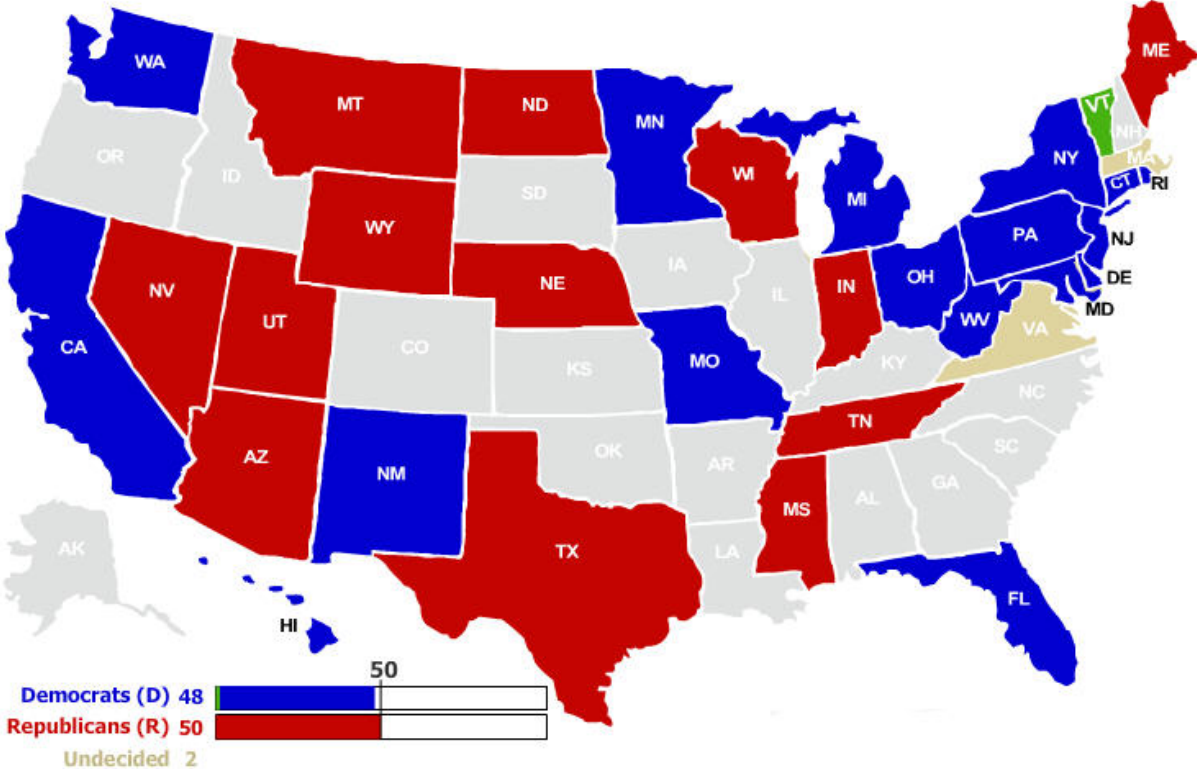 WA
ME
MT
ND
VT
MN
NH
OR
NY
MA
WI
ID
CT
RI
SD
MI
WY
PA
NJ
IA
OH
DE
NV
NE
IN
IL
MD
UT
WV
VA
CA
CO
MO
KS
KY
NC
TN
AZ
OK
SC
NM
AR
GA
MS
AL
AK
TX
LA
FL
HI
50
Democrats (D) 48
Republicans (R) 50
Undecided 2